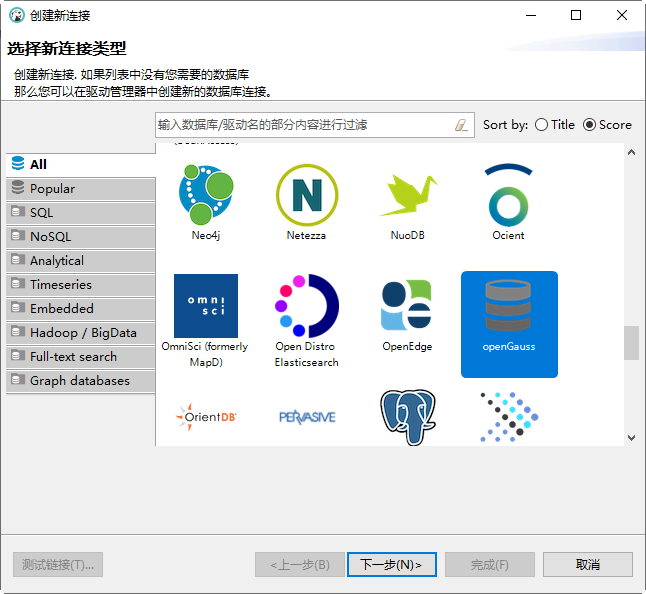 创建新连接
选择新连接类型
创建新连接. 如果列表中没有您需要的数据库
那么您可以在驱动管理器中创建新的数据库连接。
输入数据库/驱动名的部分内容进行过滤
Sort by:
Title
Score
All
Popular
SQL
NoSQL
Analytical
Timeseries
Embedded
Hadoop / BigData
Full-text search
Graph databases
N
Neo4j
Netezza
NuoDB
Ocient
omni
sci
OmniSci (formerly
MapD)
Open Distro
Elasticsearch
OpenEdge
openGauss
OrientDB
PERVASIVE
测试链接(T)...
<上一步(B)
下一步(N)>
完成(F)
取消